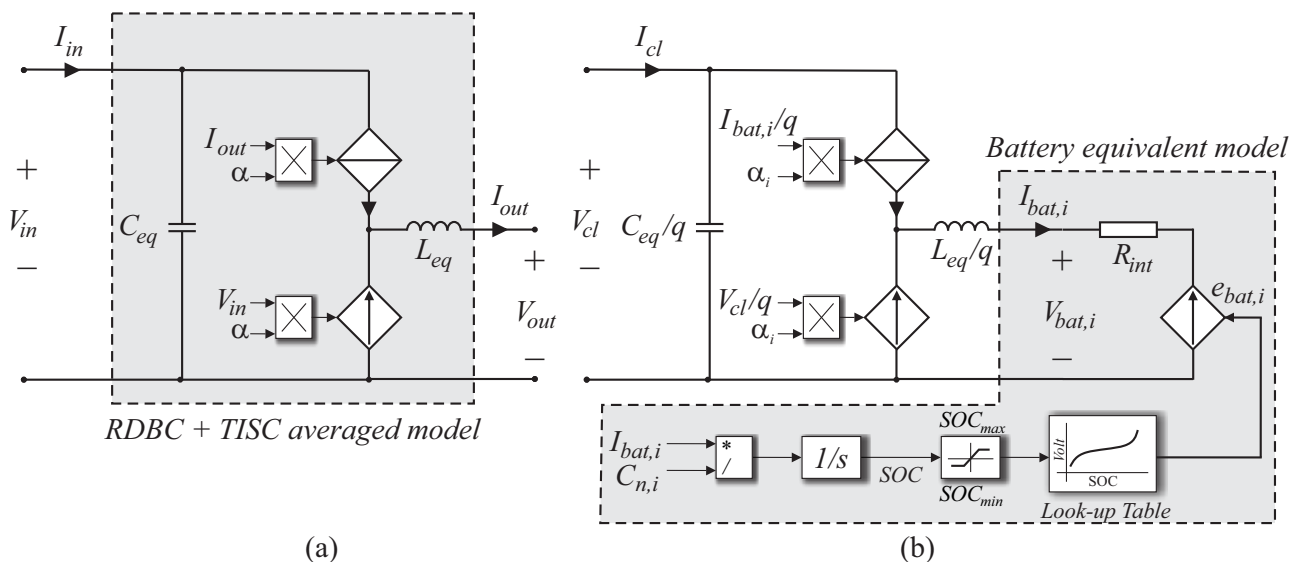 I_in
I_out
α
+
V_in
−
C_eq
I_out
L_eq
V_in
α
+
V_out
−
RDBC + TISC averaged model
(a)
I_cl
I_bat,i/q
α_i
+
V_cl
−
C_eq/q
L_eq/q
V_cl/q
α_i
Battery equivalent model
I_bat,i
R_int
+
V_bat,i
−
e_bat,i
I_bat,i
C_n,i
*
/
1/s
SOC
SOC_max
SOC_min
Volt
SOC
Look-up Table
(b)